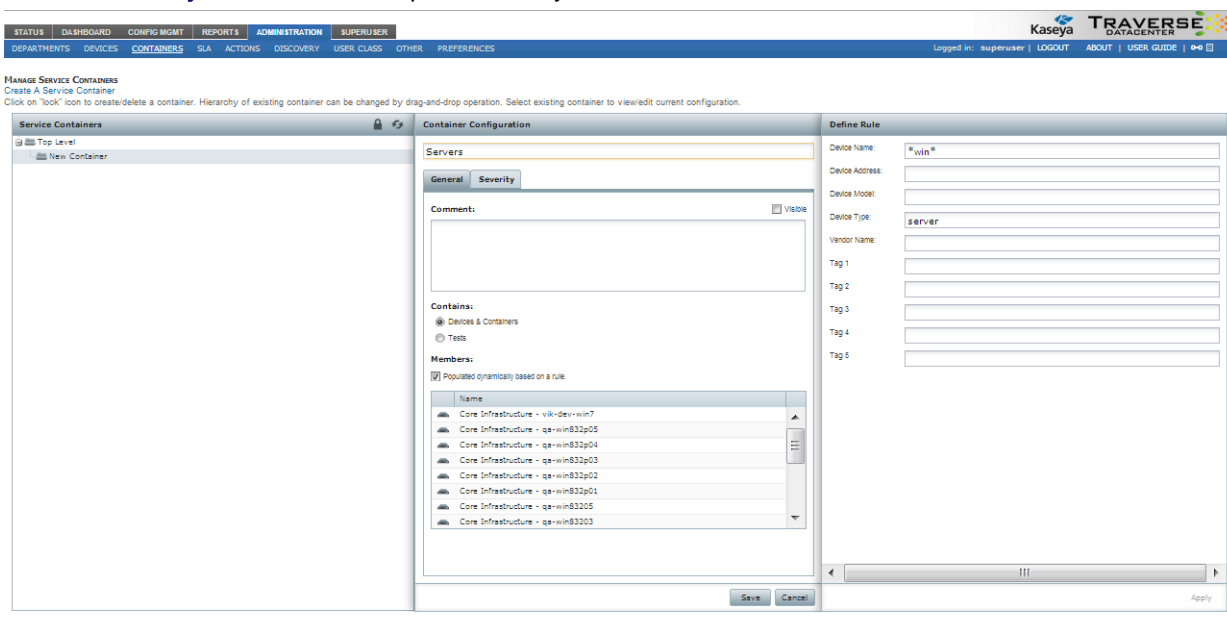 Kaseya TRAVERSE DATACENTER
STATUS DASHBOARD CONFIG MGMT REPORTS ADMINISTRATION SUPERUSER
DEPARTMENTS DEVICES CONTAINERS SLA ACTIONS DISCOVERY USER CLASS OTHER PREFERENCES Logged in: superuser | LOGOUT ABOUT | USER GUIDE |
MANAGE SERVICE CONTAINERS
Create A Service Container
Click on "lock" icon to create/delete a container. Hierarchy of existing container can be changed by drag-and-drop operation. Select existing container to view/edit current configuration.
Service Containers
Top Level
New Container
Container Configuration
Servers
General Severity
Comment: Visible
Contains:
Devices & Containers
Tests
Members:
Populated dynamically based on a rule.
Name
Core Infrastructure - vik-dev-win7
Core Infrastructure - qa-win832p05
Core Infrastructure - qa-win832p04
Core Infrastructure - qa-win832p03
Core Infrastructure - qa-win832p02
Core Infrastructure - qa-win832p01
Core Infrastructure - qa-win83205
Core Infrastructure - qa-win83203
Save Cancel
Define Rule
Device Name: *win*
Device Address:
Device Model:
Device Type: server
Vendor Name:
Tag 1
Tag 2
Tag 3
Tag 4
Tag 5
Apply